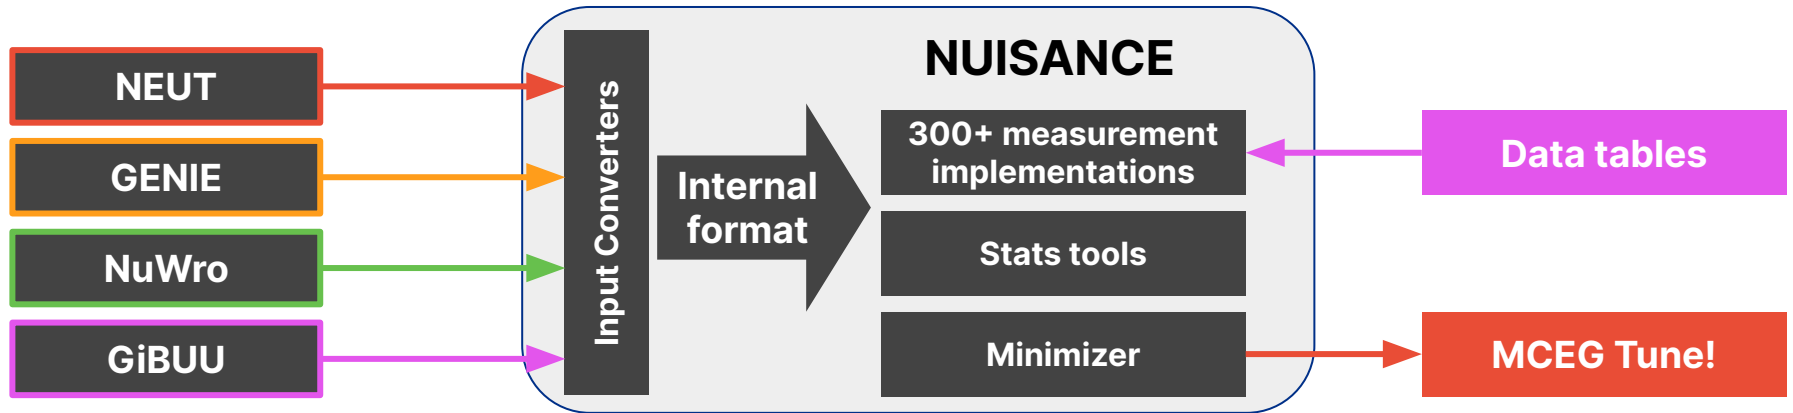 NEUT
GENIE
NuWro
GiBUU
Input Converters
Internal
format
NUISANCE
300+ measurement
implementations
Stats tools
Minimizer
Data tables
MCEG Tune!